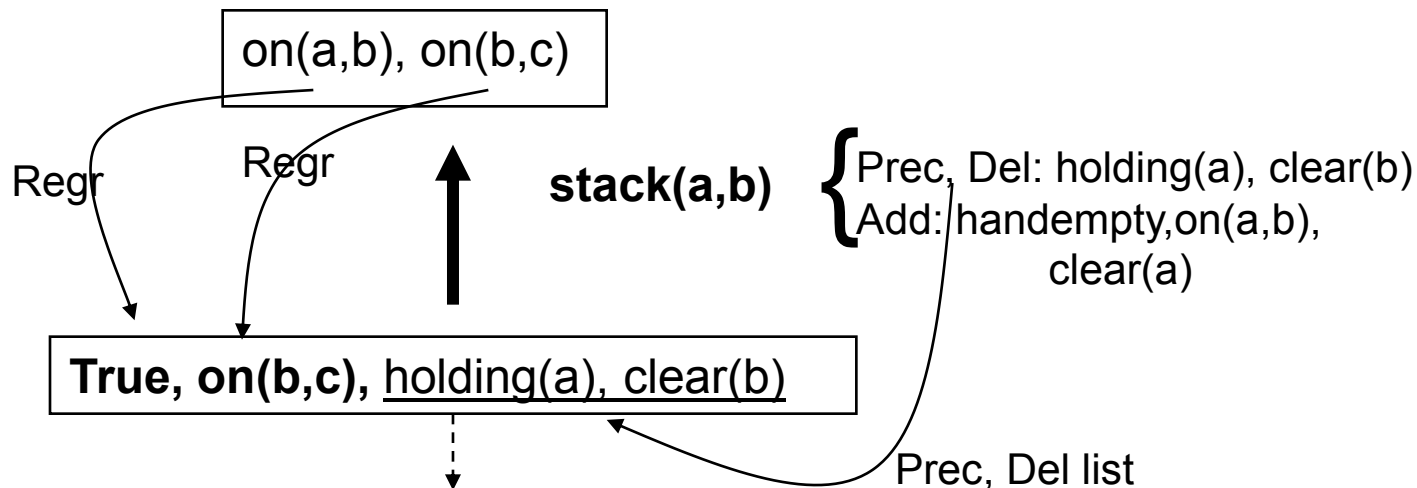 on(a,b), on(b,c)
Regr
Regr
stack(a,b)
{Prec, Del: holding(a), clear(b)
Add: handempty,on(a,b),
clear(a)
True, on(b,c), holding(a), clear(b)
Prec, Del list